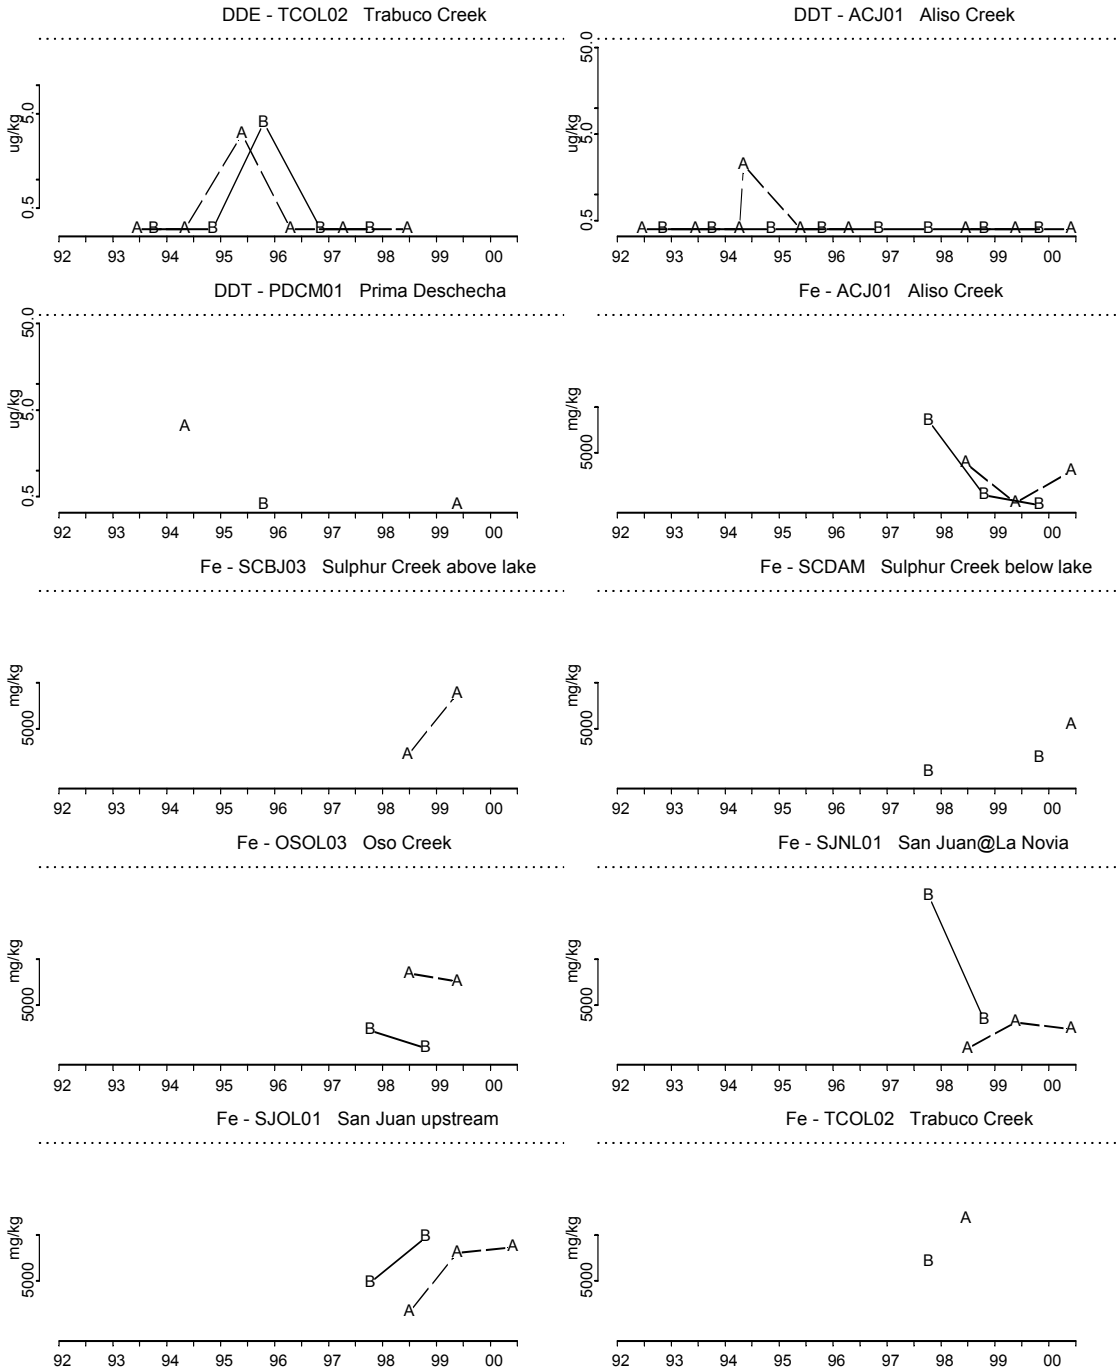 DDE - TCOL02 Trabuco Creek
ug/kg
5.0
0.5
A B A B A B A B A B A
92 93 94 95 96 97 98 99 00
DDT - ACJ01 Aliso Creek
ug/kg
50.0
5.0
0.5
A B A B A A B A B A B B A B A B A
92 93 94 95 96 97 98 99 00
DDT - PDCM01 Prima Deschecha
ug/kg
50.0
5.0
0.5
A B A
92 93 94 95 96 97 98 99 00
Fe - ACJ01 Aliso Creek
mg/kg
5000
B A B A B A
92 93 94 95 96 97 98 99 00
Fe - SCBJ03 Sulphur Creek above lake
mg/kg
5000
A A
92 93 94 95 96 97 98 99 00
Fe - SCDAM Sulphur Creek below lake
mg/kg
5000
B B A
92 93 94 95 96 97 98 99 00
Fe - OSOL03 Oso Creek
mg/kg
5000
B A B A
92 93 94 95 96 97 98 99 00
Fe - SJNL01 San Juan@La Novia
mg/kg
5000
B A B A A
92 93 94 95 96 97 98 99 00
Fe - SJOL01 San Juan upstream
mg/kg
5000
B A B A A
92 93 94 95 96 97 98 99 00
Fe - TCOL02 Trabuco Creek
mg/kg
5000
B A
92 93 94 95 96 97 98 99 00